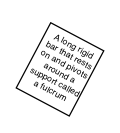 A long rigid
bar that rests
on and pivots
around a
support called
a fulcrum